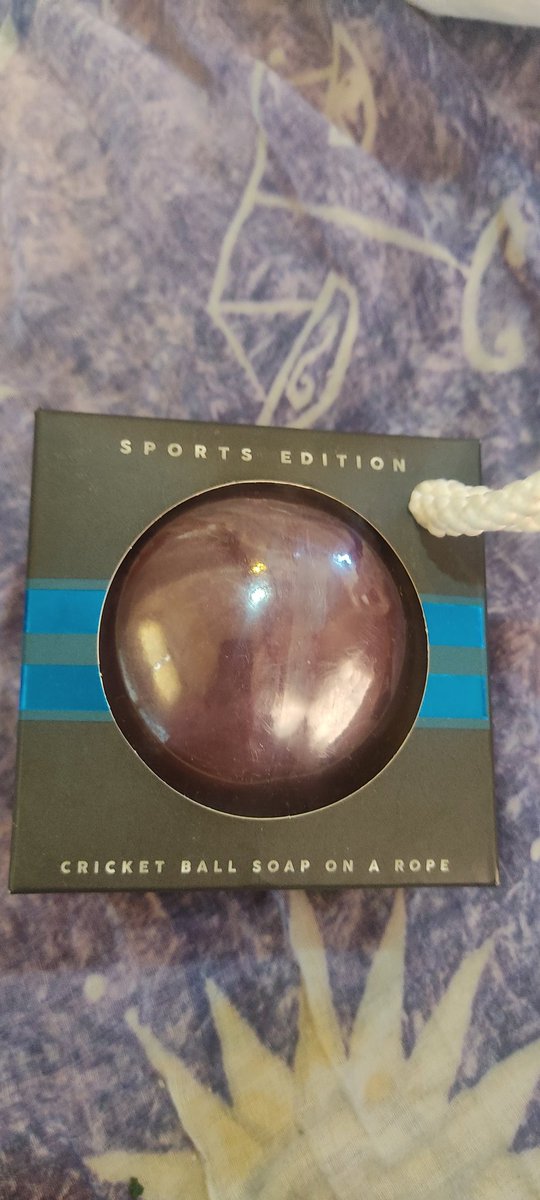 SPORTS EDITION
CRICKET BALL SOAP ON A ROPE